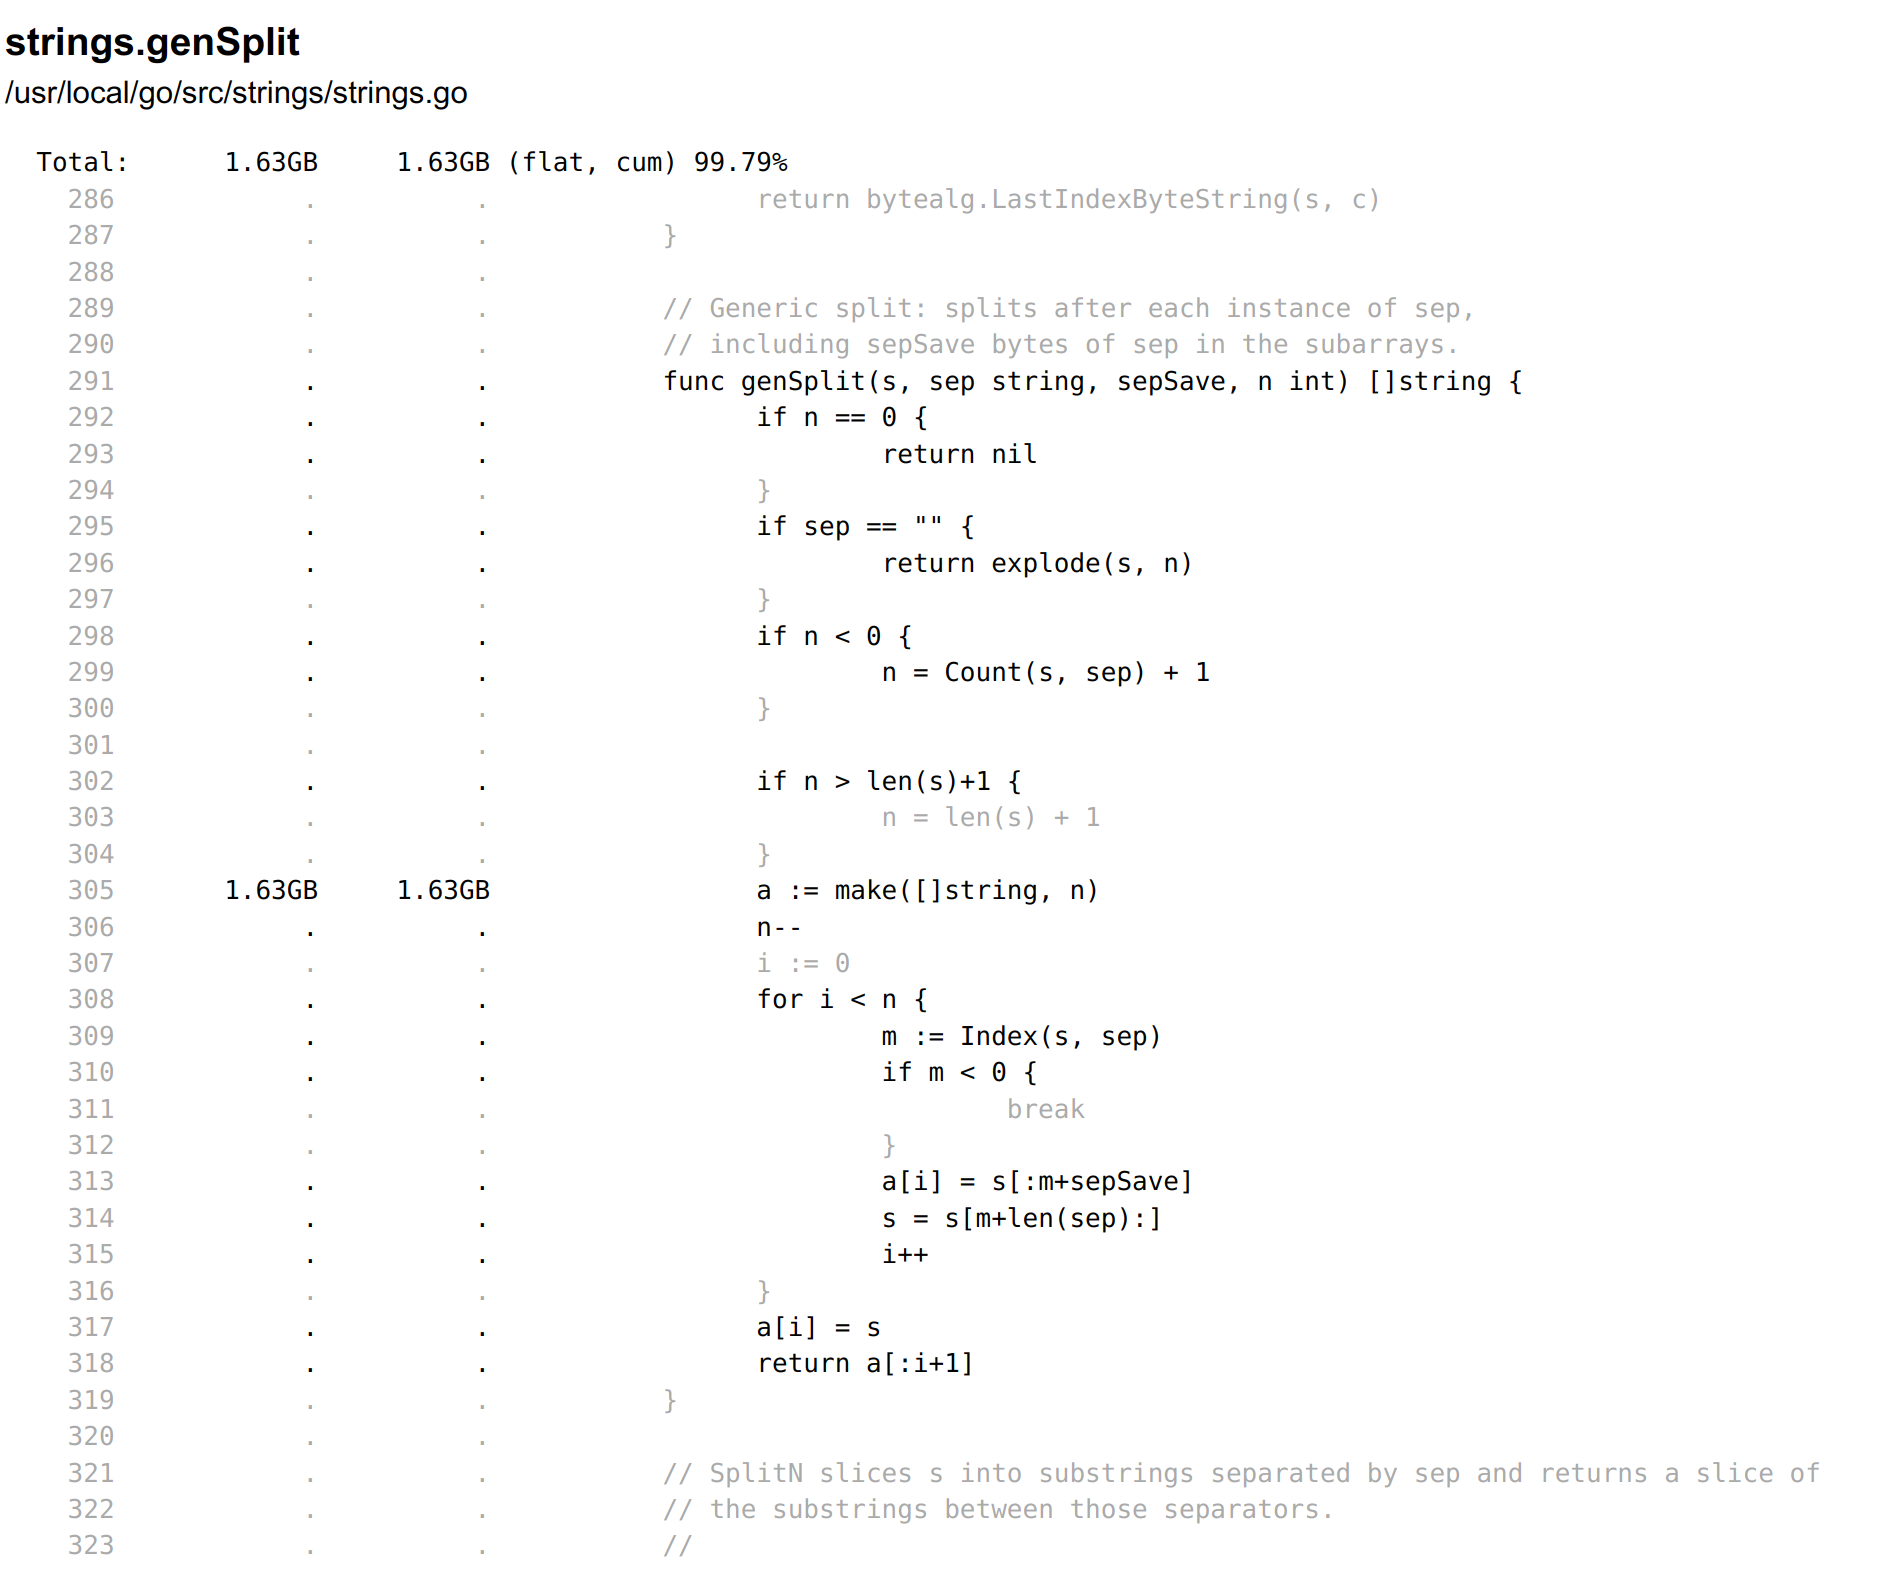 strings.genSplit
/usr/local/go/src/strings/strings.go
Total: 1.63GB 1.63GB (flat, cum) 99.79%
286 . . return bytealg.LastIndexByteString(s, c)
287 . . }
288 . .
289 . . // Generic split: splits after each instance of sep,
290 . . // including sepSave bytes of sep in the subarrays.
291 . . func genSplit(s, sep string, sepSave, n int) []string {
292 . . if n == 0 {
293 . . return nil
294 . . }
295 . . if sep == "" {
296 . . return explode(s, n)
297 . . }
298 . . if n < 0 {
299 . . n = Count(s, sep) + 1
300 . . }
301 . .
302 . . if n > len(s)+1 {
303 . . n = len(s) + 1
304 . . }
305 1.63GB 1.63GB a := make([]string, n)
306 . . n--
307 . . i := 0
308 . . for i < n {
309 . . m := Index(s, sep)
310 . . if m < 0 {
311 . . break
312 . . }
313 . . a[i] = s[:m+sepSave]
314 . . s = s[m+len(sep):]
315 . . i++
316 . . }
317 . . a[i] = s
318 . . return a[:i+1]
319 . . }
320 . .
321 . . // SplitN slices s into substrings separated by sep and returns a slice of
322 . . // the substrings between those separators.
323 . . //